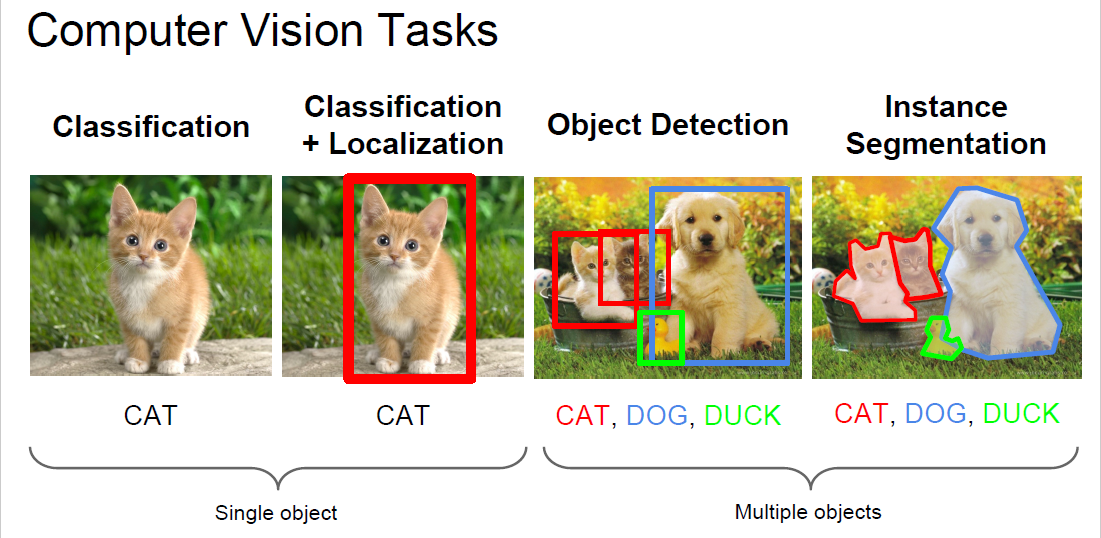 Computer Vision Tasks
Classification
Classification
+ Localization
Object Detection
Instance
Segmentation
CAT
CAT
CAT, DOG, DUCK
CAT, DOG, DUCK
Single object
Multiple objects